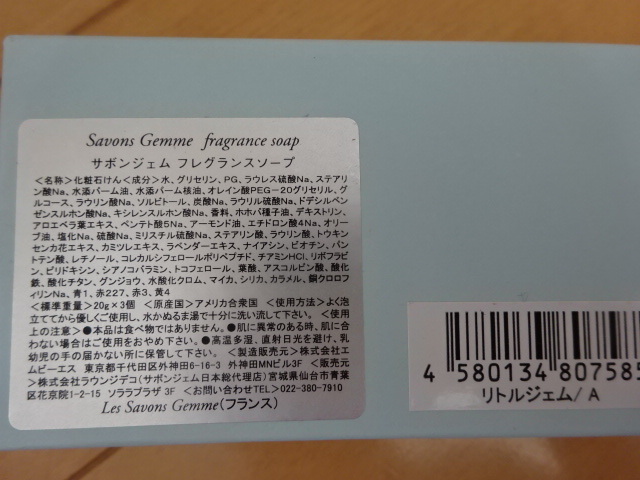 Savons Gemme fragrance soap
サボンジェム フレグランスソープ
<名称>化粧石けん<成分>水、グリセリン、PG、ラウレス硫酸Na、ステアリ
ン酸Na、水添パーム油、水添パーム核油、オレイン酸PEG-20グリセリル、グ
ルコース、ラウリン酸Na、ソルビトール、炭酸Na、ラウリル硫酸Na、ドデシルベン
ゼンスルホン酸Na、キシレンスルホン酸Na、香料、ホホバ種子油、デキストリン、
アロエベラ葉エキス、ペンテト酸5Na、アーモンド油、エチドロン酸4Na、オリー
ブ油、塩化Na、硫酸Na、ミリスチル硫酸Na、ステアリン酸、ラウリン酸、トウキン
センカ花エキス、カミツレエキス、ラベンダーエキス、ナイアシン、ビオチン、パン
トテン酸、レチノール、コレカルシフェロールポリペプチド、チアミンHCl、リボフラビ
ン、ピリドキシン、シアノコバラミン、トコフェロール、葉酸、アスコルビン酸、酸化
鉄、酸化チタン、グンジョウ、水酸化クロム、マイカ、シリカ、カラメル、銅クロロフ
ィリンNa、青1、赤227、赤3、黄4
<標準重量>20g×3個 <原産国>アメリカ合衆国 <使用方法>よく泡
立ててから優しくご使用し、水かぬるま湯で十分に洗い流して下さい。<使用
上の注意>●本品は食べ物ではありません。●肌に異常のある時、肌に合
わない場合はご使用をおやめ下さい。●高温多湿、直射日光を避け、乳
幼児の手の届かない所に保管して下さい。<製造販売元>株式会社エ
ムピーエス 東京都千代田区外神田6-16-3 外神田MNビル3F <販売元
>株式会社ラウンジデコ(サボンジェム日本総代理店)宮城県仙台市青葉
区花京院1-2-15 ソララプラザ 3F <お問い合わせ>TEL022-380-7910
Les Savons Gemme(フランス)
4 580134 807585
リトルジェム/A